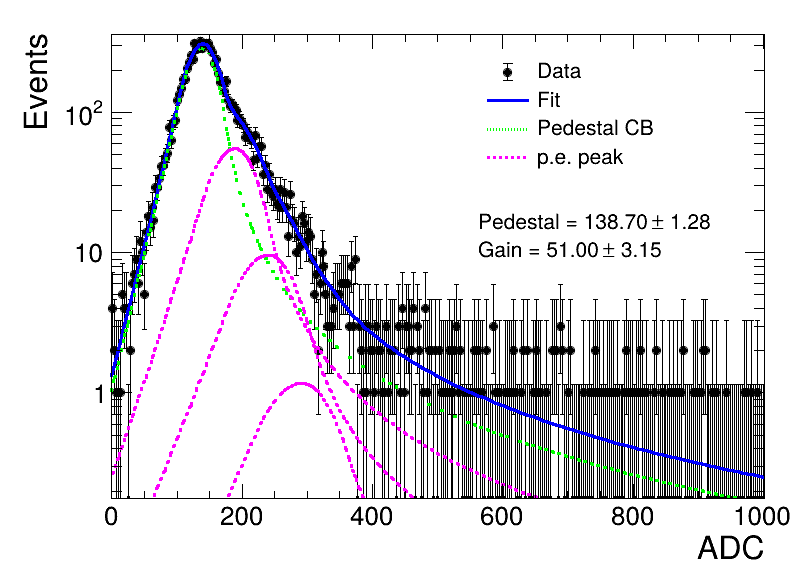 Events
10²
10
1
Data
Fit
Pedestal CB
p.e. peak
Pedestal = 138.70 ± 1.28
Gain = 51.00 ± 3.15
0 200 400 600 800 1000
ADC